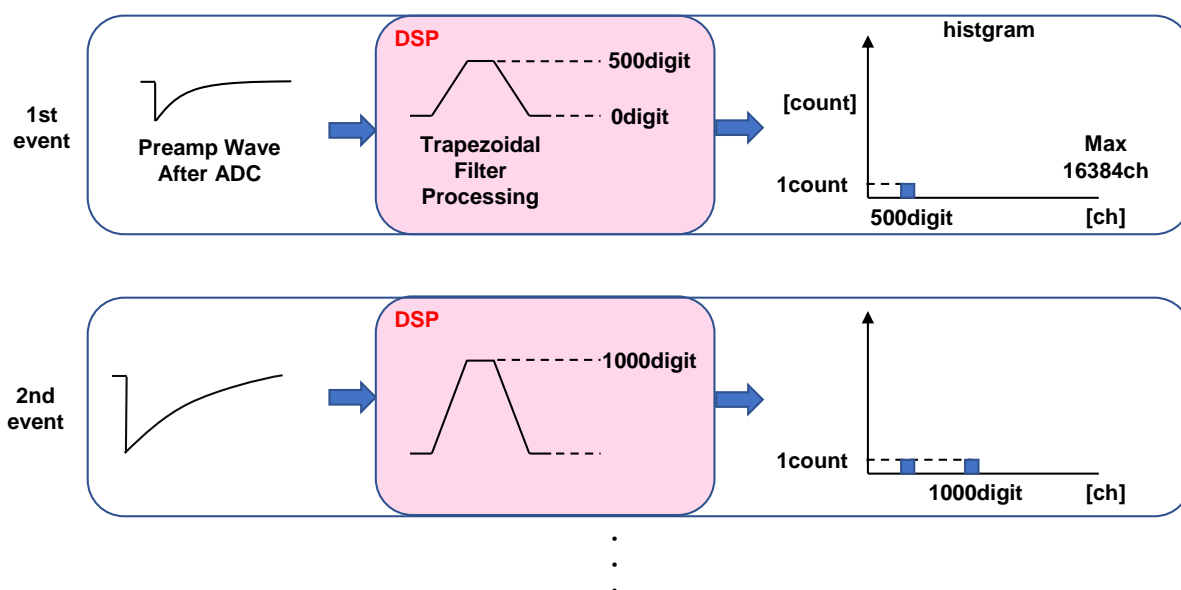 1st
event
Preamp Wave
After ADC
DSP
500digit
0digit
Trapezoidal
Filter
Processing
histgram
[count]
Max
16384ch
1count
500digit
[ch]
2nd
event
DSP
1000digit
1count
1000digit
[ch]